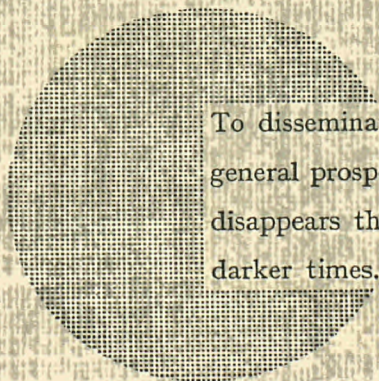 To dissemina
general prosp
disappears th
darker times.